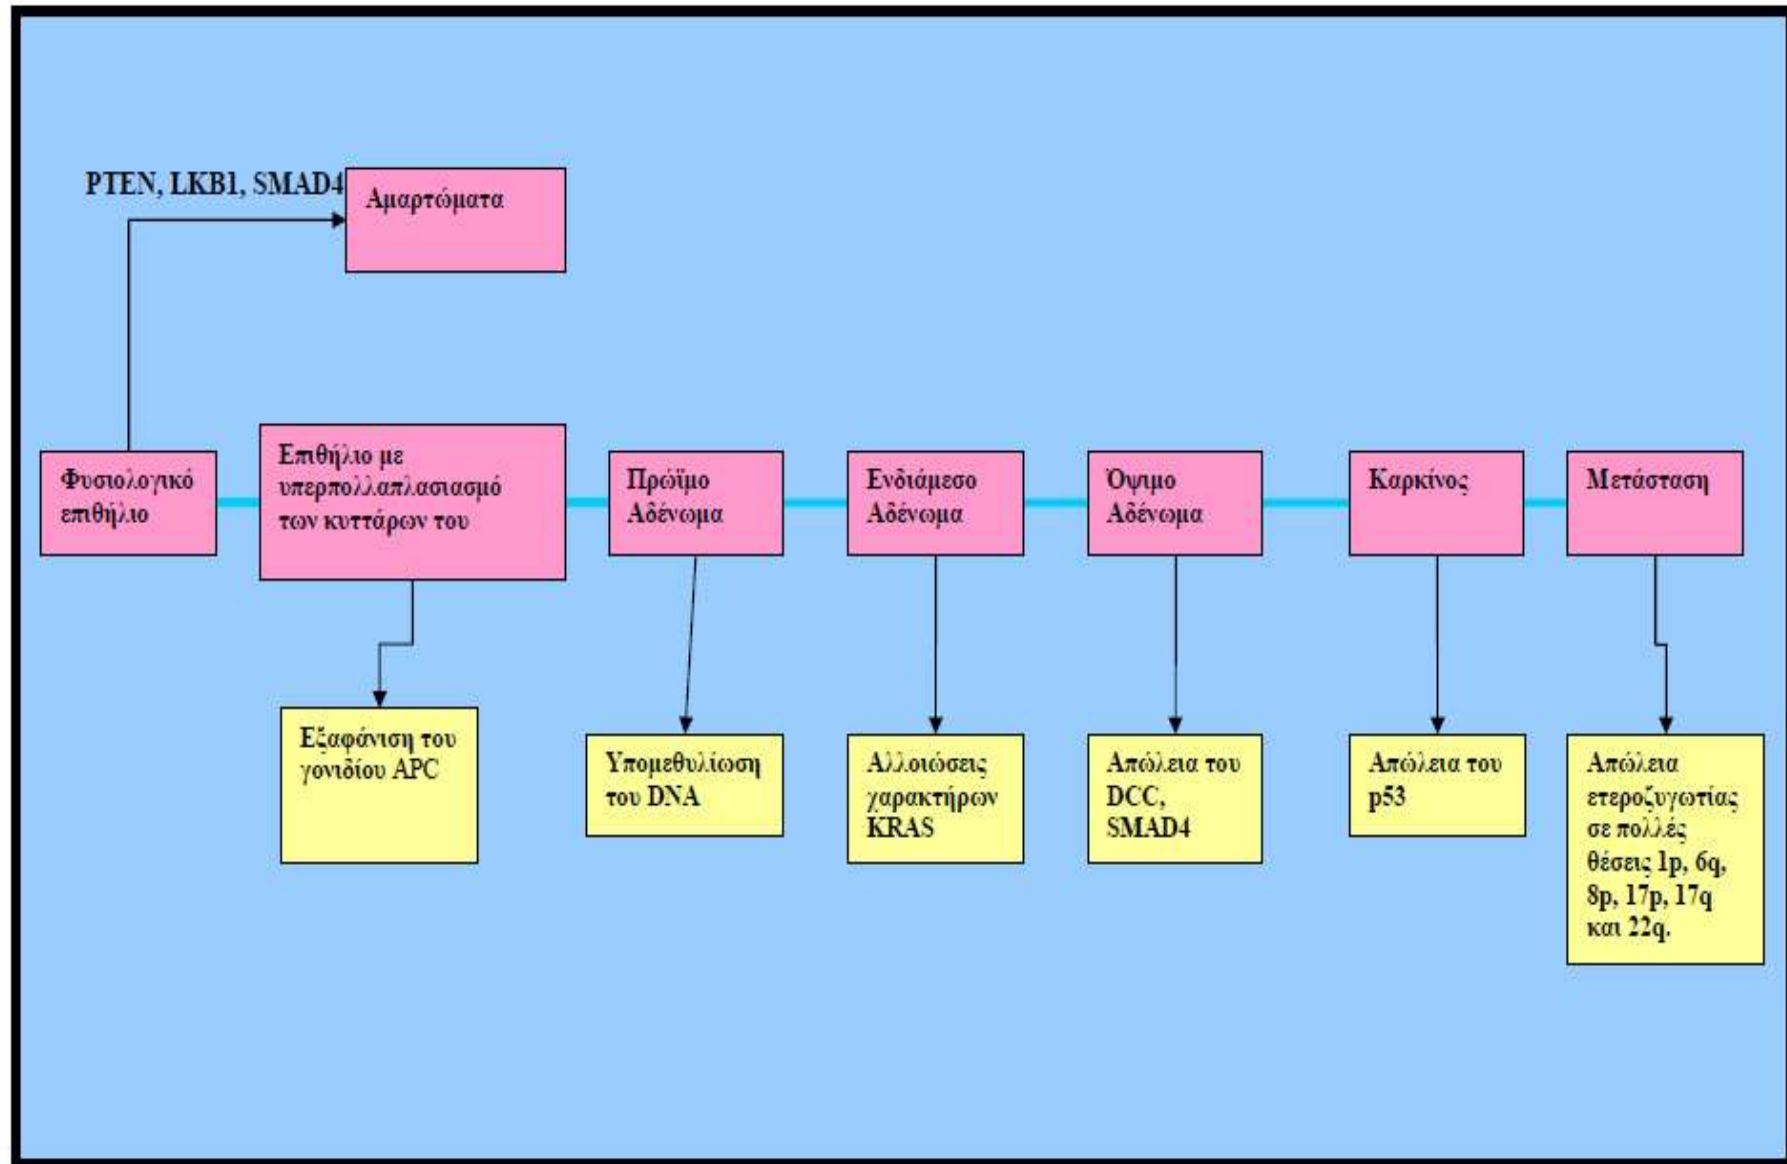 PTEN, LKB1, SMAD4
Αμαρτώματα
Φυσιολογικό
επιθήλιο
Επιθήλιο με
υπερπολλαπλασιασμό
των κυττάρων του
Πρώϊμο
Αδένωμα
Ενδιάμεσο
Αδένωμα
Όψιμο
Αδένωμα
Καρκίνος
Μετάσταση
Εξαφάνιση του
γονιδίου APC
Υπομεθυλίωση
του DNA
Αλλοιώσεις
χαρακτήρων
KRAS
Απώλεια του
DCC,
SMAD4
Απώλεια του
p53
Απώλεια
ετεροζυγωτίας
σε πολλές
θέσεις 1p, 6q,
8p, 17p, 17q
και 22q.